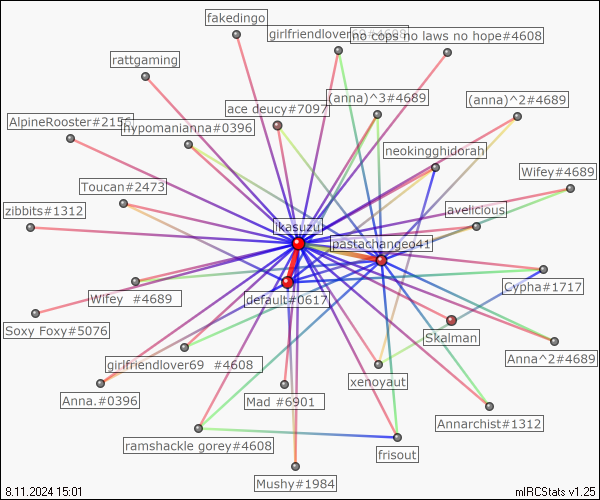 fakedingo
girlfriendlover
no cops no laws no hope#4608
rattgaming
(anna)^3#4689
(anna)^2#4689
ace deucy#7097
AlpineRooster#2156
hypomanianna#0396
neokingghidorah
Wifey#4689
Toucan#2473
zibbits#1312
avelicious
ikasuzu
pastachangeo41
Cypha#1717
Wifey #4689
default#0617
Soxy Foxy#5076
Skalman
Anna^2#4689
girlfriendlover69 #4608
xenoyaut
Anna.#0396
Mad #6901
Annarchist#1312
ramshackle gorey#4608
frisout
Mushy#1984
8.11.2024 15:01
mIRCStats v1.25